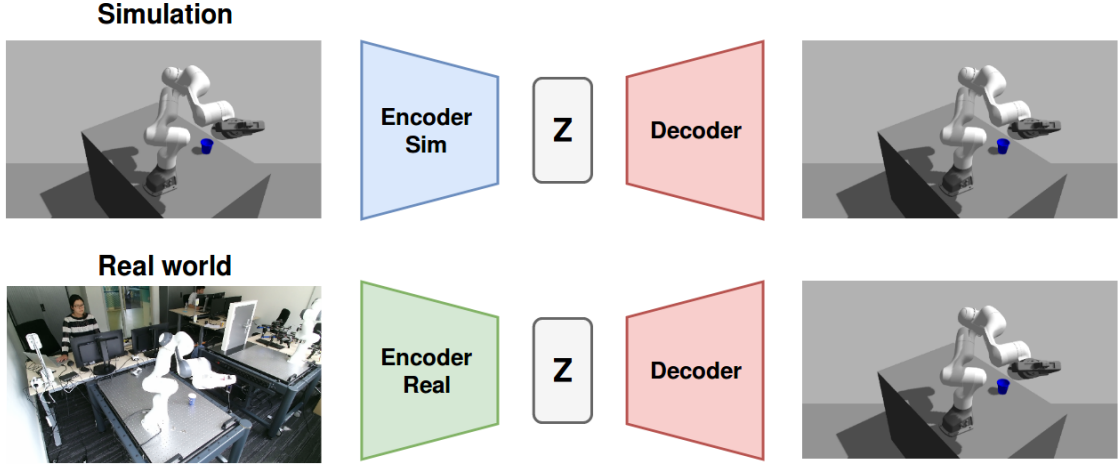 Simulation
Encoder
Sim
Z
Decoder
Real world
Encoder
Real
Z
Decoder